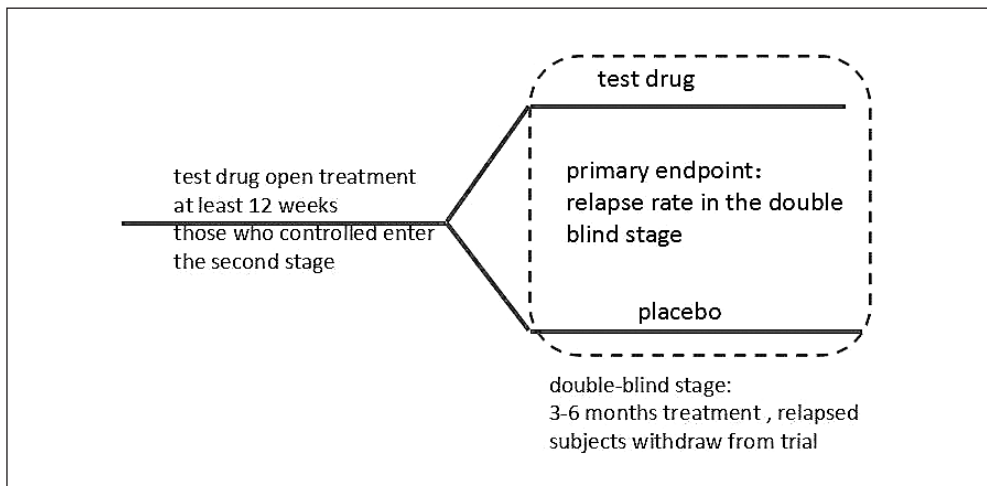 test drug
test drug open treatment
at least 12 weeks
those who controlled enter
the second stage
primary endpoint:
relapse rate in the double
blind stage
placebo
double-blind stage:
3-6 months treatment , relapsed
subjects withdraw from trial